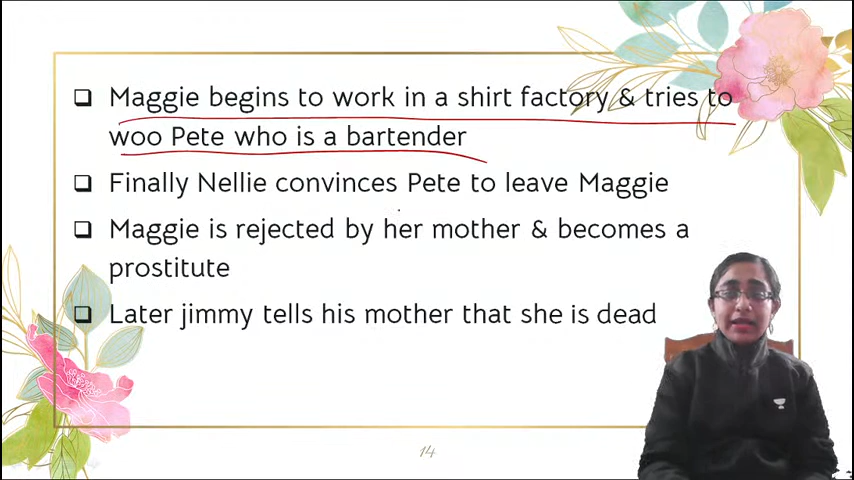 Maggie begins to work in a shirt factory & tries to
woo Pete who is a bartender
Finally Nellie convinces Pete to leave Maggie
Maggie is rejected by her mother & becomes a
prostitute
Later jimmy tells his mother that she is dead
14